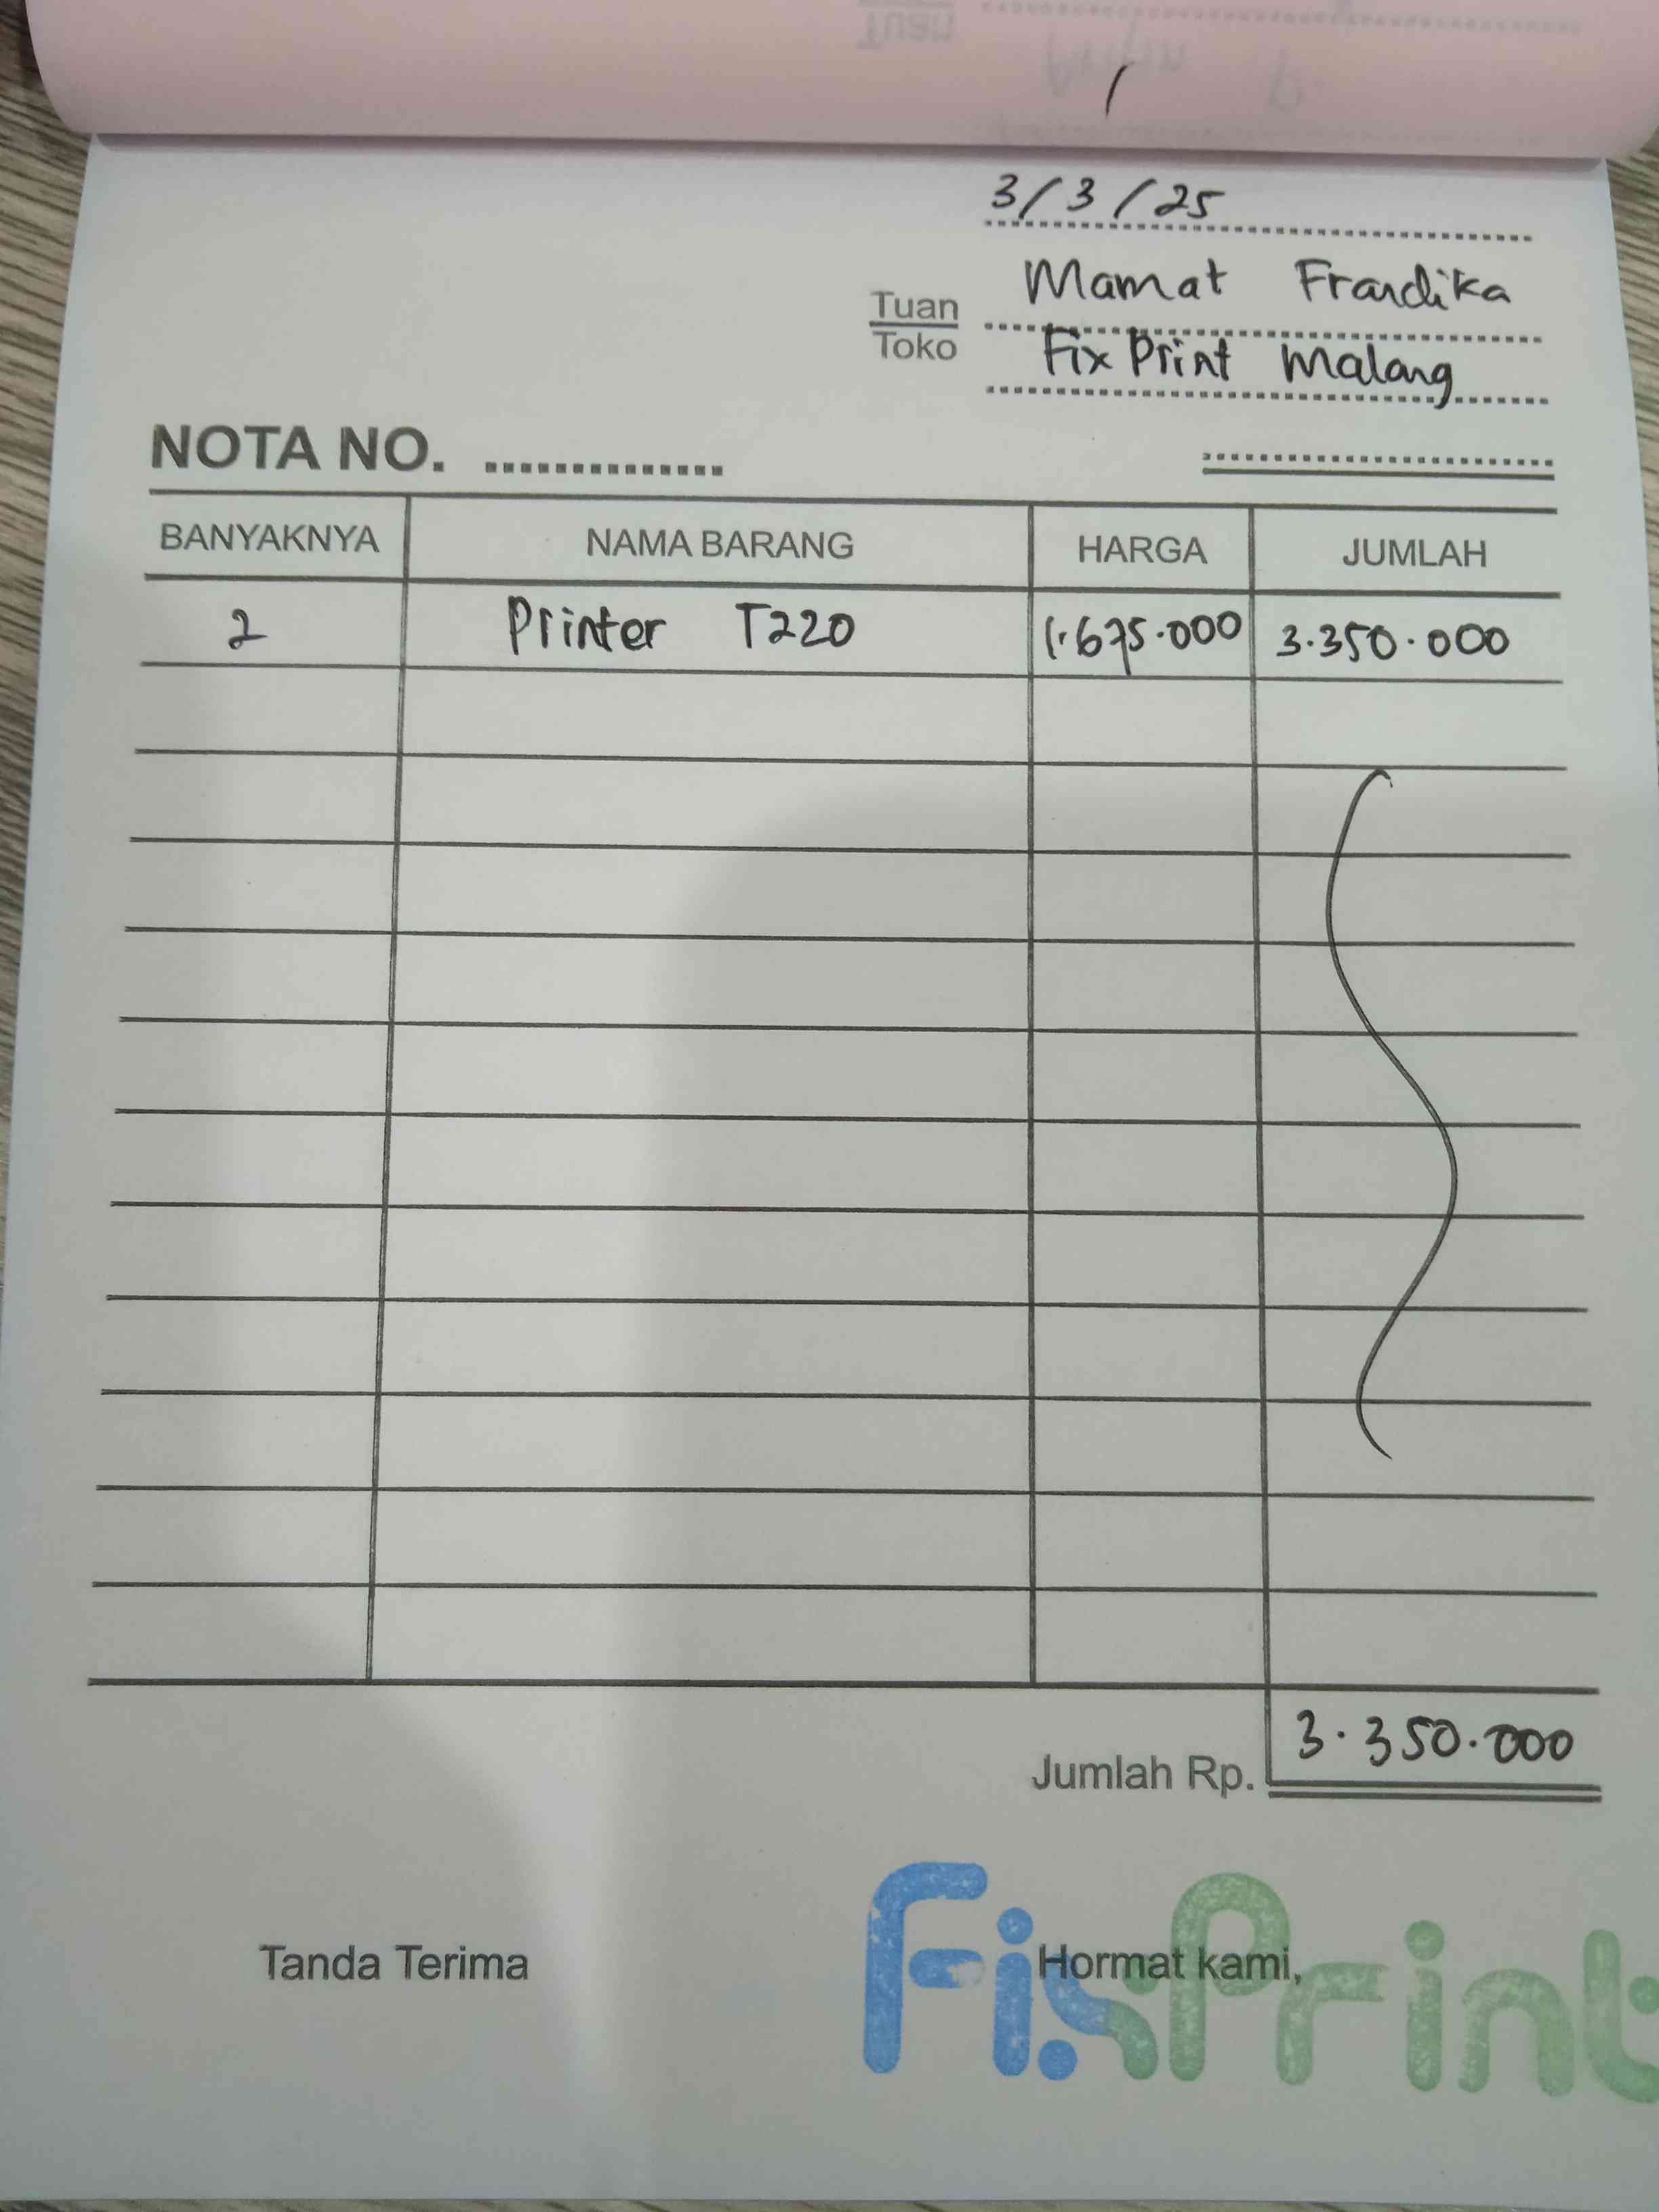 3/3/25
Mamat Frandika
Tuan
Toko
Fix Print Malang
NOTA NO. ..............
BANYAKNYA NAMA BARANG HARGA JUMLAH
2 Printer T220 1.675.000 3.350.000
Jumlah Rp. 3.350.000
Tanda Terima Hormat kami,
FixPrint